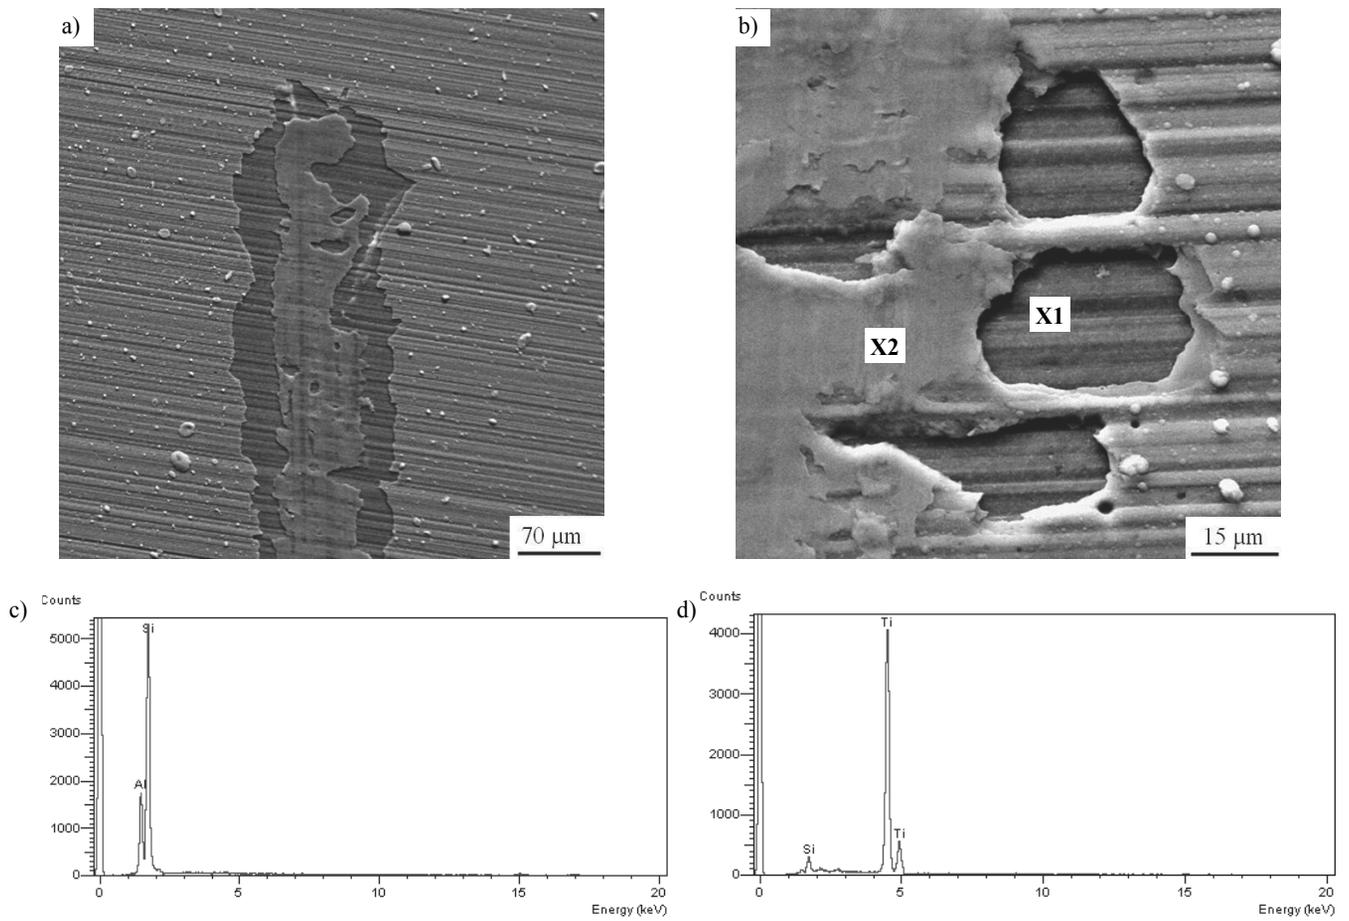 a)
70 μm
b)
X1
X2
15 μm
c)
Counts
5000
4000
3000
2000
1000
0
Si
Al
0 5 10 15 20
Energy (keV)
d)
Counts
4000
3000
2000
1000
0
Ti
Ti
Si
0 5 10 15 20
Energy (keV)